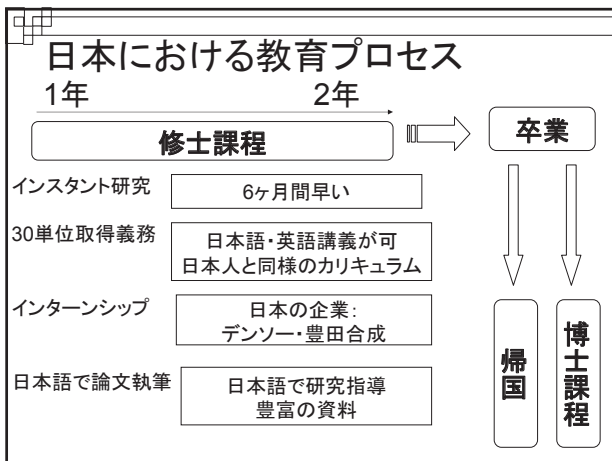 日本における教育プロセス
1年 2年
修士課程
卒業
インスタント研究
6ヶ月間早い
30単位取得義務
日本語・英語講義が可
日本人と同様のカリキュラム
インターンシップ
日本の企業：
デンソー・豊田合成
日本語で論文執筆
日本語で研究指導
豊富の資料
帰国
博士課程